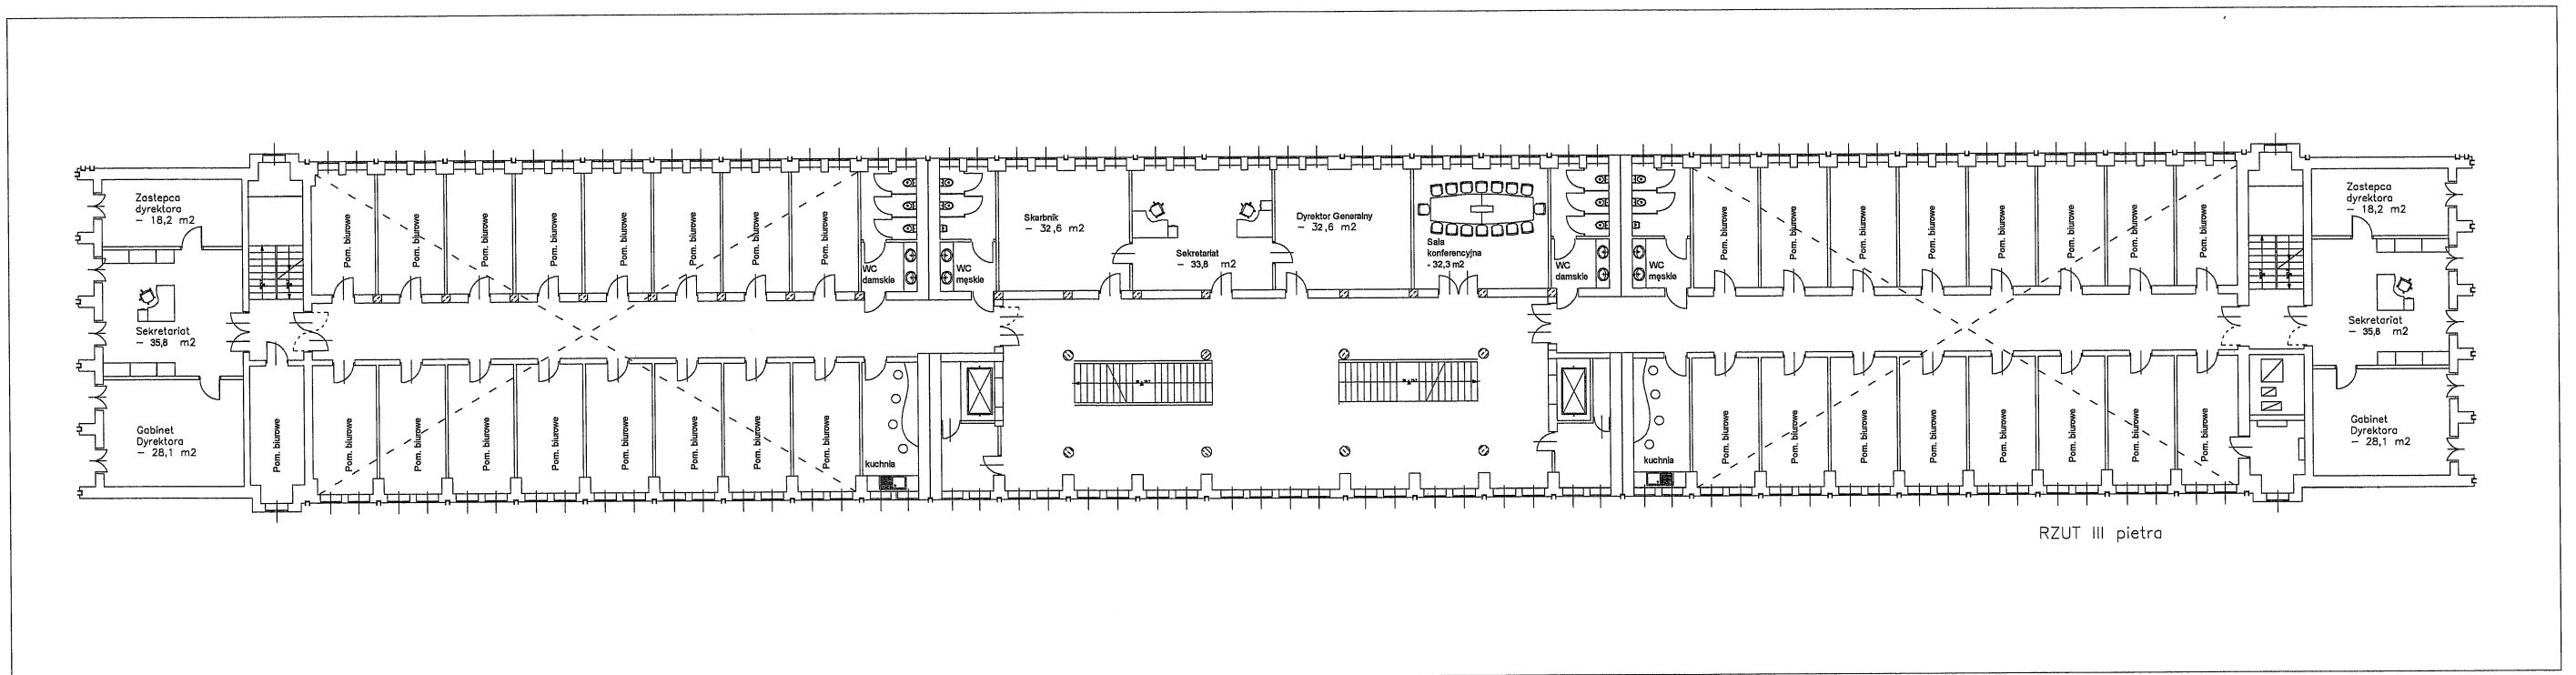 Zastepca
dyrektora
– 18,2 m2
Pom. biurowe
Pom. biurowe
Pom. biurowe
Pom. biurowe
Pom. biurowe
Pom. biurowe
Pom. biurowe
Pom. biurowe
WC
damskie
WC
męskie
Skarbnik
– 32,6 m2
Sekretariat
– 33,8 m2
Dyrektor Generalny
– 32,6 m2
Sala
konferencyjna
- 32,3 m2
WC
damskie
WC
męskie
Pom. biurowe
Pom. biurowe
Pom. biurowe
Pom. biurowe
Pom. biurowe
Pom. biurowe
Pom. biurowe
Pom. biurowe
Zastepca
dyrektora
– 18,2 m2
Sekretariat
– 35,8 m2
Sekretariat
– 35,8 m2
Gabinet
Dyrektora
– 28,1 m2
Pom. biurowe
Pom. biurowe
Pom. biurowe
Pom. biurowe
Pom. biurowe
Pom. biurowe
Pom. biurowe
Pom. biurowe
Pom. biurowe
kuchnia
kuchnia
Pom. biurowe
Pom. biurowe
Pom. biurowe
Pom. biurowe
Pom. biurowe
Pom. biurowe
Pom. biurowe
Pom. biurowe
Gabinet
Dyrektora
– 28,1 m2
RZUT III pietra